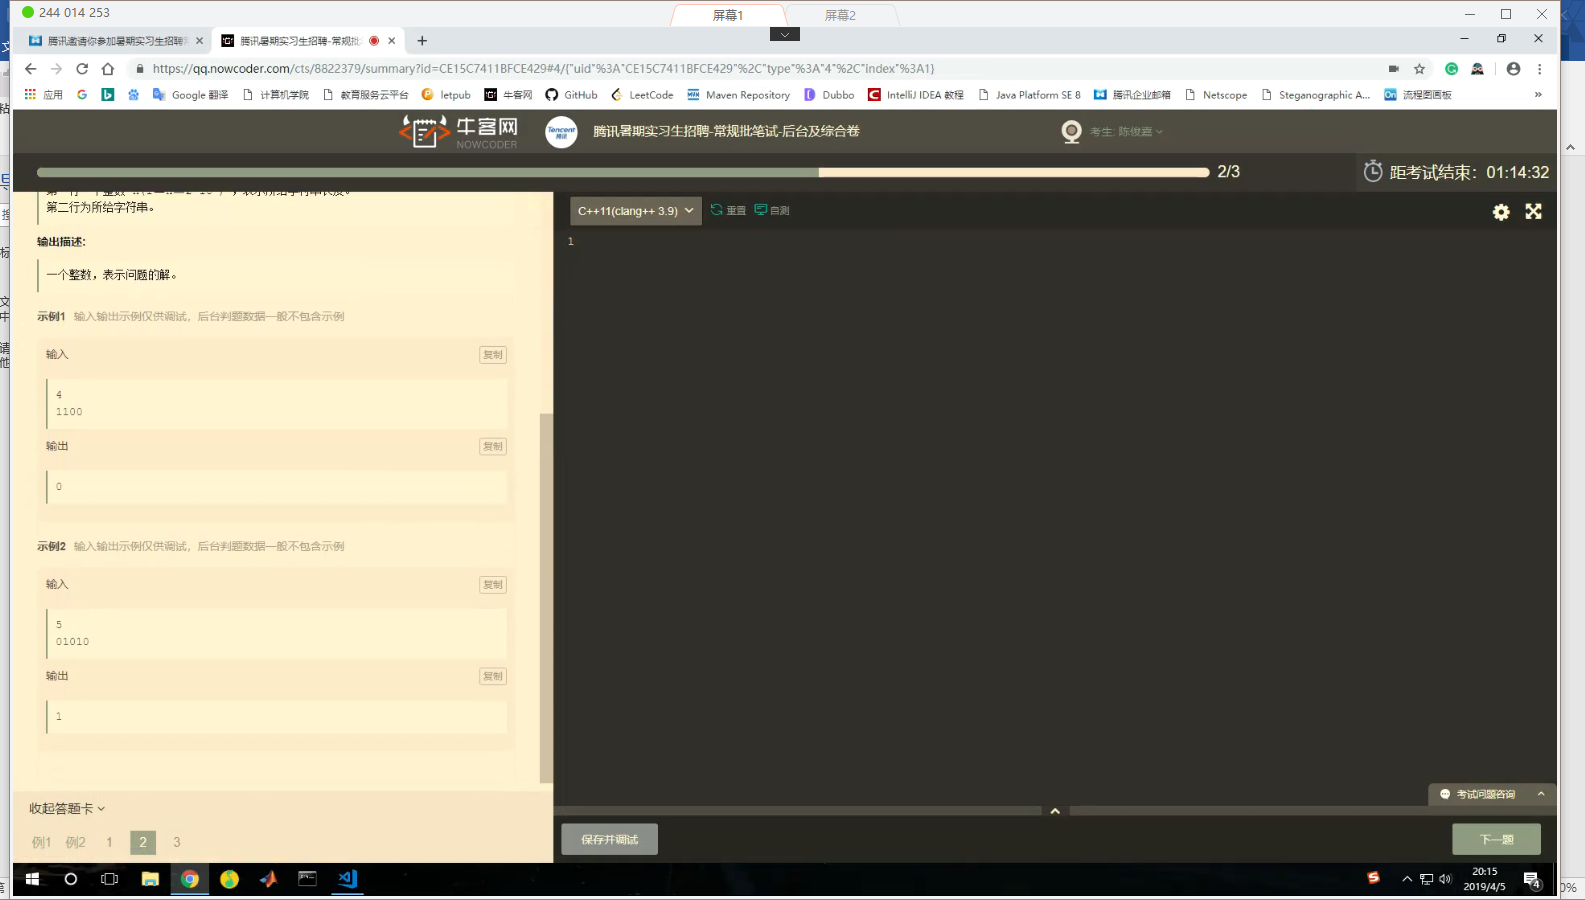 244 014 253
屏幕1
屏幕2
腾讯邀请你参加暑期实习生招聘
腾讯暑期实习生招聘-常规批
https://qq.nowcoder.com/cts/8822379/summary?id=CE15C7411BFCE429#4/{"uid"%3A"CE15C7411BFCE429"%2C"type"%3A"4"%2C"index"%3A1}
应用
Google 翻译
计算机学院
教育服务云平台
letpub
牛客网
GitHub
LeetCode
Maven Repository
Dubbo
IntelliJ IDEA 教程
Java Platform SE 8
腾讯企业邮箱
Netscope
Steganographic A...
流程图画板
»
牛客网
NOWCODER
Tencent
腾讯
腾讯暑期实习生招聘-常规批笔试-后台及综合卷
考生: 陈俊嘉
2/3
距考试结束: 01:14:32
第二行为所给字符串。
输出描述:
一个整数，表示问题的解。
示例1 输入输出示例仅供调试，后台判题数据一般不包含示例
输入
复制
4
1100
输出
复制
0
示例2 输入输出示例仅供调试，后台判题数据一般不包含示例
输入
复制
5
01010
输出
复制
1
收起答题卡
例1 例2 1 2 3
C++11(clang++ 3.9)
重置
自测
1
考试问题咨询
保存并调试
下一题
20:15
2019/4/5
4
0%